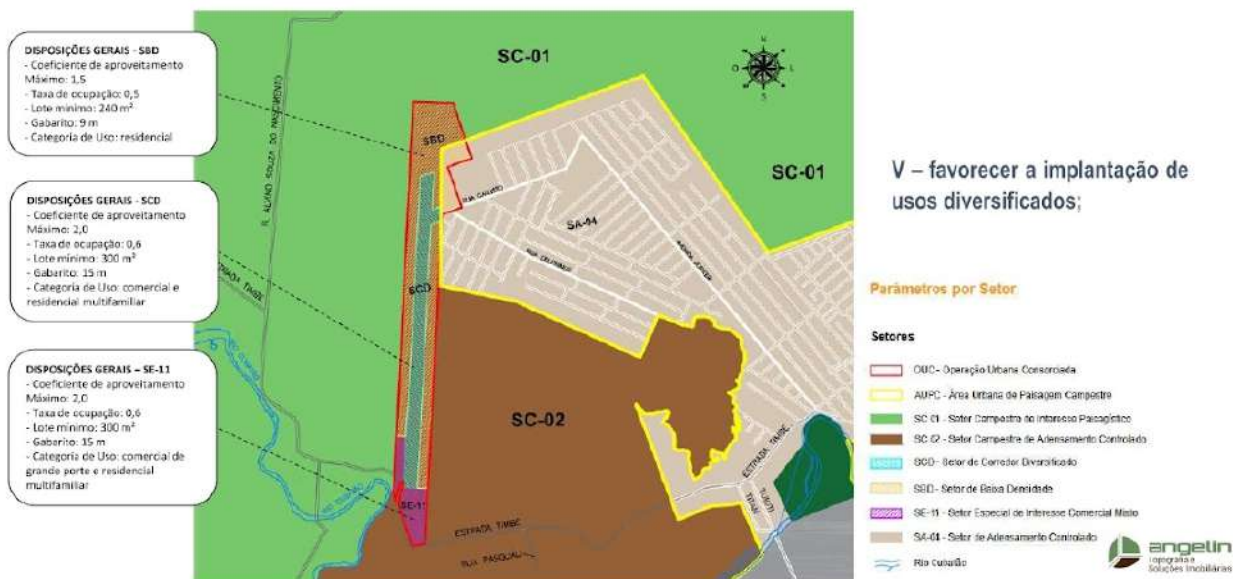 DISPOSIÇÕES GERAIS - SBD
- Coeficiente de aproveitamento
Máximo: 1,5
- Taxa de ocupação: 0,5
- Lote mínimo: 240 m²
- Gabarito: 9 m
- Categoria de Uso: residencial
DISPOSIÇÕES GERAIS - SCD
- Coeficiente de aproveitamento
Máximo: 2,0
- Taxa de ocupação: 0,6
- Lote mínimo: 300 m²
- Gabarito: 15 m
- Categoria de Uso: comercial e
residencial multifamiliar
DISPOSIÇÕES GERAIS – SE-11
- Coeficiente de aproveitamento
Máximo: 2,0
- Taxa de ocupação: 0,6
- Lote mínimo: 300 m²
- Gabarito: 15 m
- Categoria de Uso: comercial de
grande porte e residencial
multifamiliar
SC-01
N
O
L
S
SBD
SC-01
SA-04
SCD
SC-02
SE-11
ESTRADA TIMBÉ
ESTRADA TIMBÉ
V – favorecer a implantação de
usos diversificados;
Parâmetros por Setor
Setores
OUC - Operação Urbana Consorciada
AUPC - Área Urbana de Paisagem Campestre
SC-01 - Setor Campestre de Interesse Paisagístico
SC-02 - Setor Campestre de Adensamento Controlado
SCD - Setor de Corredor Diversificado
SBD - Setor de Baixa Densidade
SE-11 - Setor Especial de Interesse Comercial Misto
SA-04 - Setor de Adensamento Controlado
Rio Cubatão
angelin
Topografia e
Soluções Imobiliárias